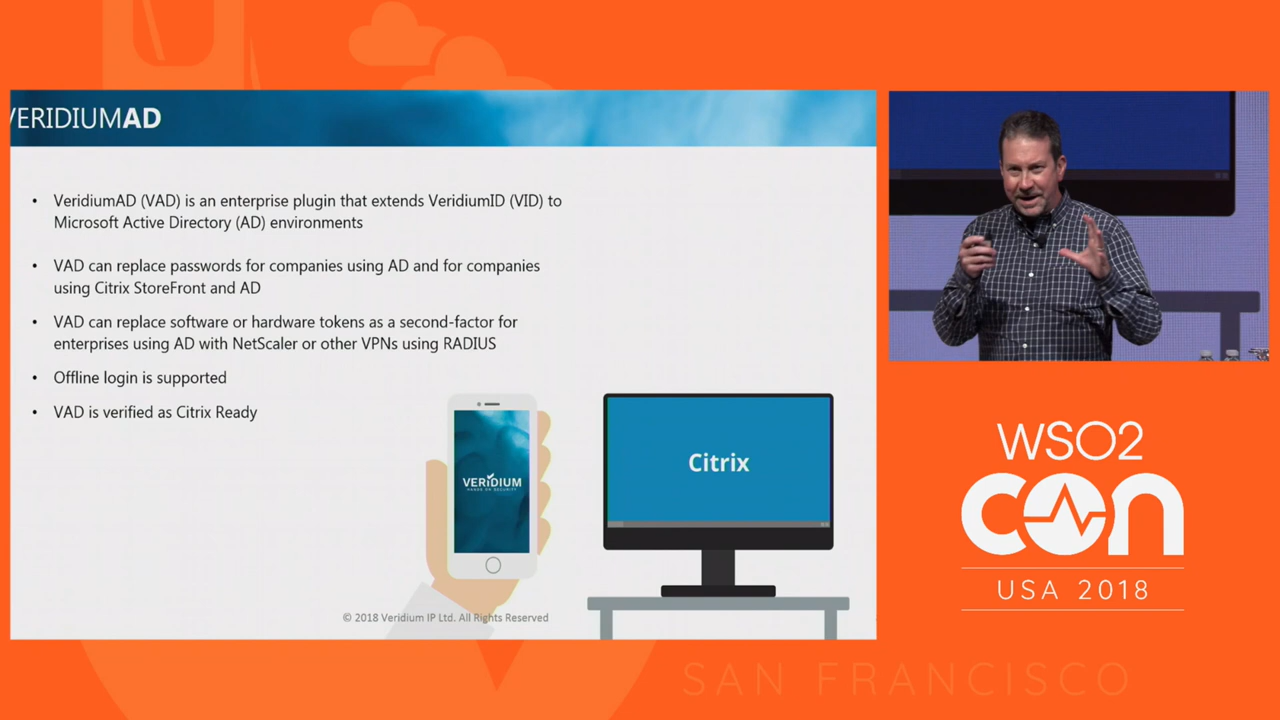 VERIDIUMAD
• VeridiumAD (VAD) is an enterprise plugin that extends VeridiumID (VID) to
Microsoft Active Directory (AD) environments
• VAD can replace passwords for companies using AD and for companies
using Citrix StoreFront and AD
• VAD can replace software or hardware tokens as a second-factor for
enterprises using AD with NetScaler or other VPNs using RADIUS
• Offline login is supported
• VAD is verified as Citrix Ready
VERIDIUM
HANDS ON SECURITY
Citrix
© 2018 Veridium IP Ltd. All Rights Reserved
WSO2
con
USA 2018
SAN FRANCISCO